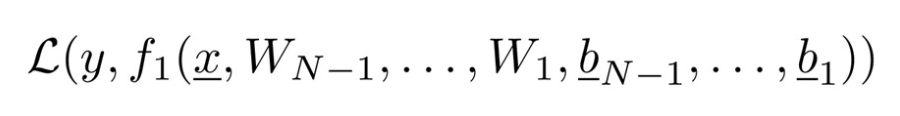 ℒ(y, f₁(x̲, W_{N−1}, . . . , W₁, b̲_{N−1}, . . . , b̲₁))